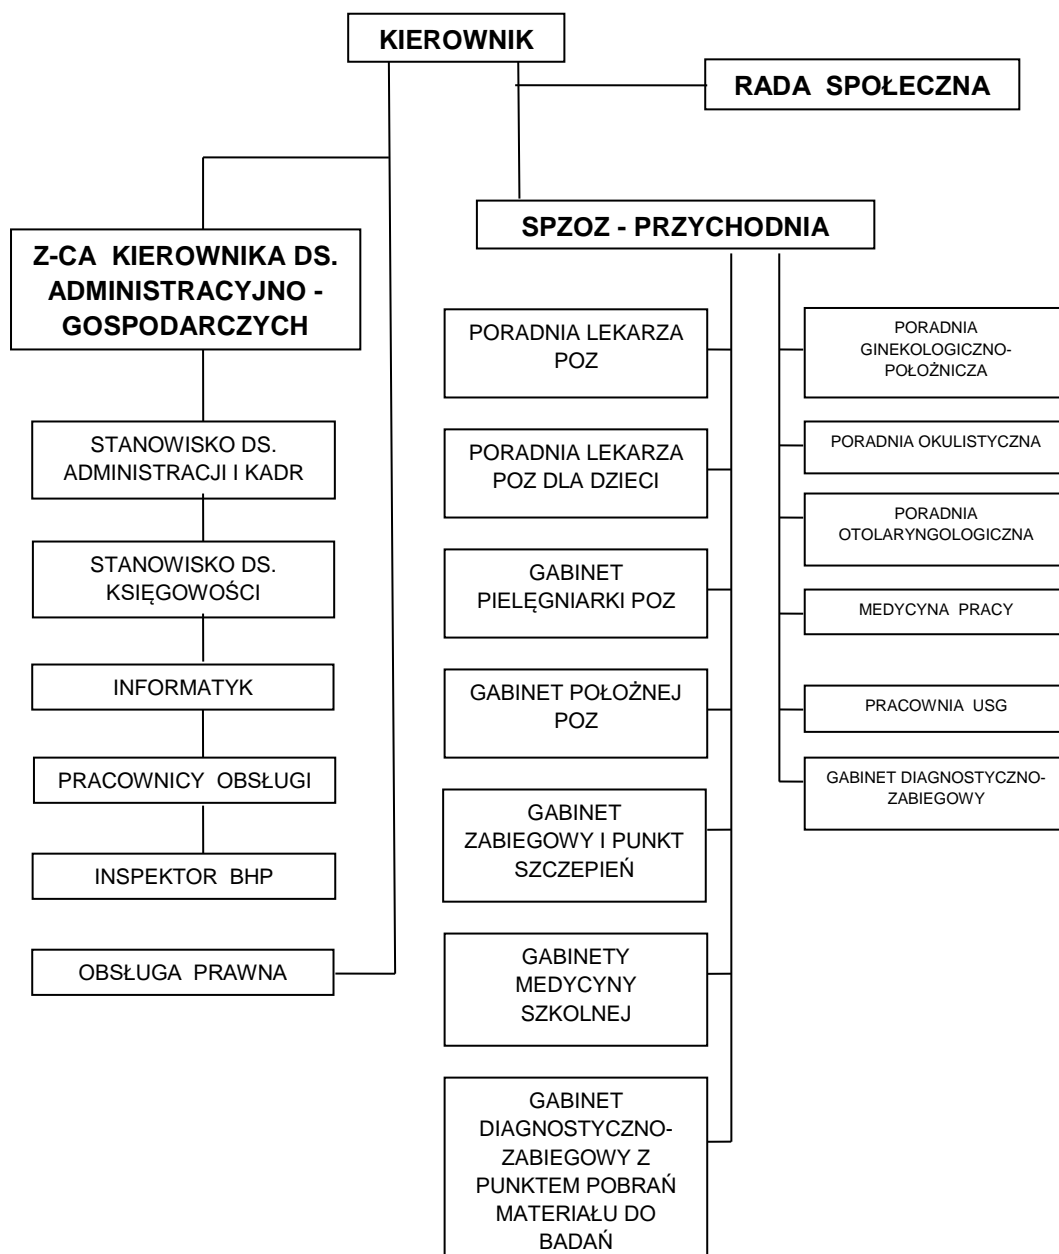 KIEROWNIK
RADA SPOŁECZNA
Z-CA KIEROWNIKA DS.
ADMINISTRACYJNO -
GOSPODARCZYCH
STANOWISKO DS.
ADMINISTRACJI I KADR
STANOWISKO DS.
KSIĘGOWOŚCI
INFORMATYK
PRACOWNICY OBSŁUGI
INSPEKTOR BHP
OBSŁUGA PRAWNA
SPZOZ - PRZYCHODNIA
PORADNIA LEKARZA
POZ
PORADNIA LEKARZA
POZ DLA DZIECI
GABINET
PIELĘGNIARKI POZ
GABINET POŁOŻNEJ
POZ
GABINET
ZABIEGOWY I PUNKT
SZCZEPIEŃ
GABINETY
MEDYCYNY
SZKOLNEJ
GABINET
DIAGNOSTYCZNO-
ZABIEGOWY Z
PUNKTEM POBRAŃ
MATERIAŁU DO
BADAŃ
PORADNIA
GINEKOLOGICZNO-
POŁOŻNICZA
PORADNIA OKULISTYCZNA
PORADNIA
OTOLARYNGOLOGICZNA
MEDYCYNA PRACY
PRACOWNIA USG
GABINET DIAGNOSTYCZNO-
ZABIEGOWY